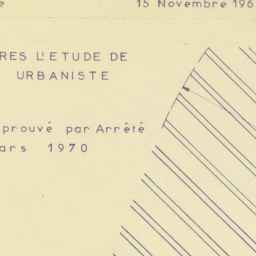 15 Novembre 196
RES L'ETUDE DE
URBANISTE
prouvé par Arrêté
ars 1970